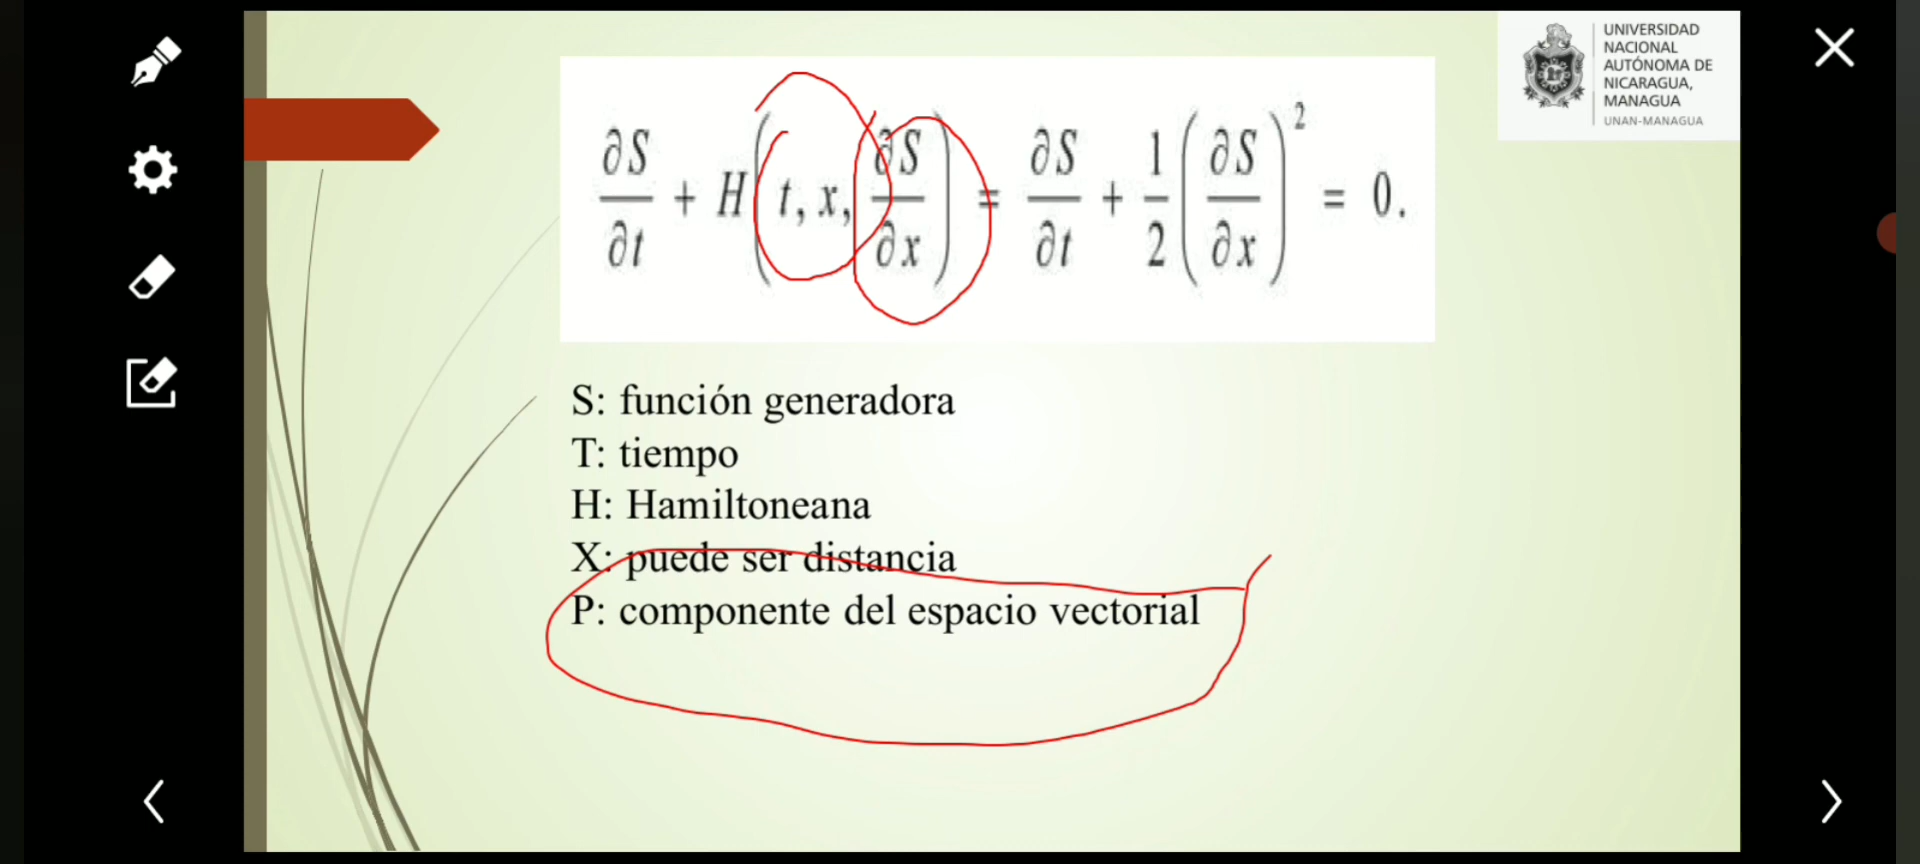 UNIVERSIDAD
NACIONAL
AUTÓNOMA DE
NICARAGUA,
MANAGUA
UNAN-MANAGUA
∂S/∂t + H(t, x, ∂S/∂x) = ∂S/∂t + 1/2 (∂S/∂x)² = 0.
S: función generadora
T: tiempo
H: Hamiltoneana
X: puede ser distancia
P: componente del espacio vectorial